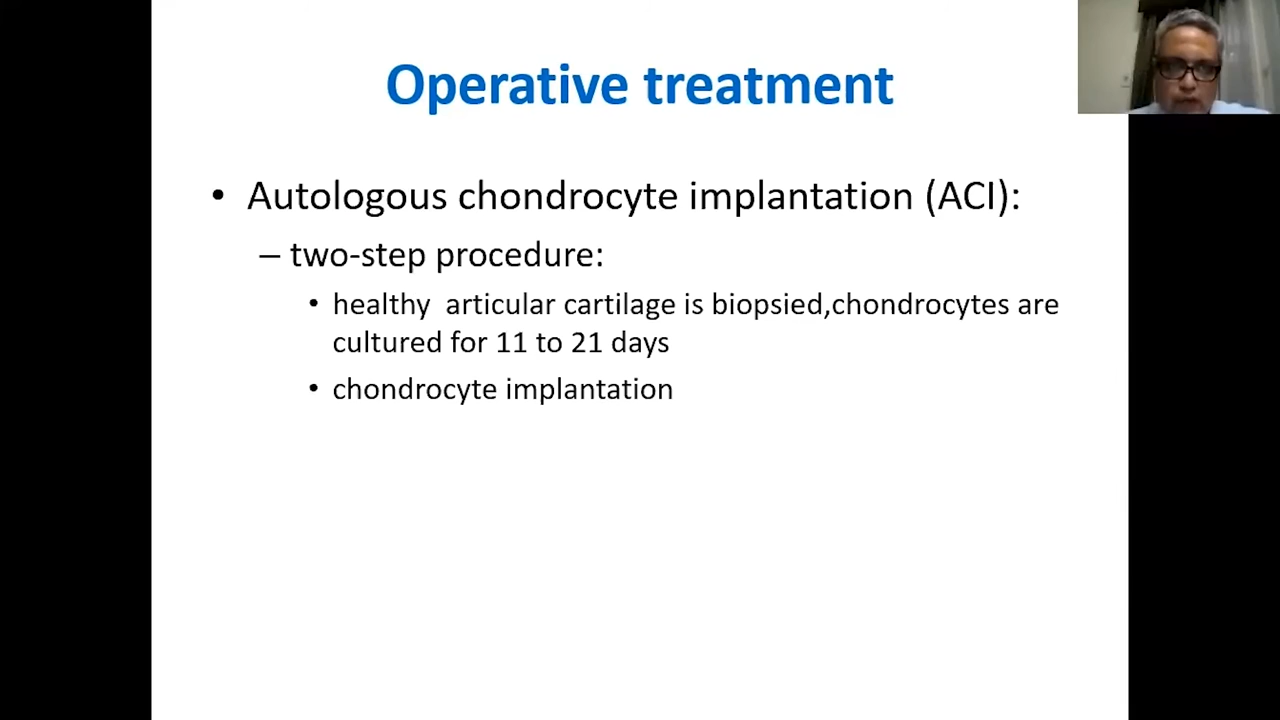 Operative treatment
• Autologous chondrocyte implantation (ACI):
– two-step procedure:
• healthy  articular cartilage is biopsied,chondrocytes are
cultured for 11 to 21 days
• chondrocyte implantation